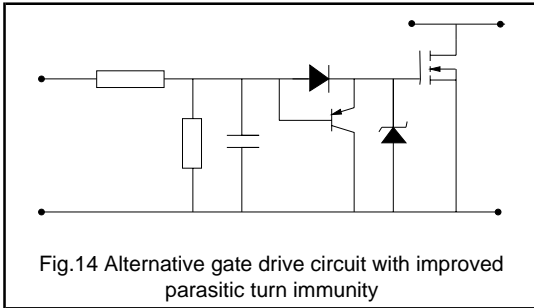 Fig.14 Alternative gate drive circuit with improved
parasitic turn immunity